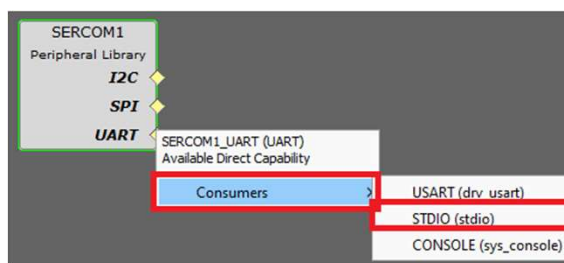 SERCOM1
Peripheral Library
I2C
SPI
UART
SERCOM1_UART (UART)
Available Direct Capability
Consumers
USART (drv_usart)
STDIO (stdio)
CONSOLE (sys_console)